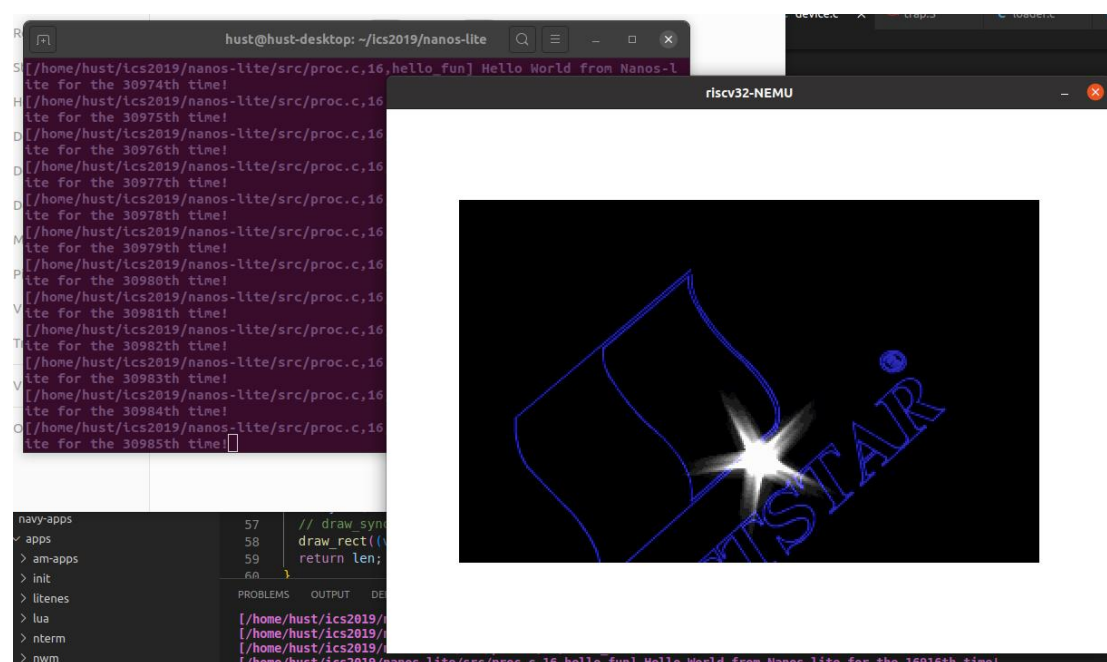 device.c X trap.S C loader.c
hust@hust-desktop: ~/ics2019/nanos-lite
riscv32-NEMU
[/home/hust/ics2019/nanos-lite/src/proc.c,16,hello_fun] Hello World from Nanos-l
ite for the 30974th time!
[/home/hust/ics2019/nanos-lite/src/proc.c,16
ite for the 30975th time!
[/home/hust/ics2019/nanos-lite/src/proc.c,16
ite for the 30976th time!
[/home/hust/ics2019/nanos-lite/src/proc.c,16
ite for the 30977th time!
[/home/hust/ics2019/nanos-lite/src/proc.c,16
ite for the 30978th time!
[/home/hust/ics2019/nanos-lite/src/proc.c,16
ite for the 30979th time!
[/home/hust/ics2019/nanos-lite/src/proc.c,16
ite for the 30980th time!
[/home/hust/ics2019/nanos-lite/src/proc.c,16
ite for the 30981th time!
[/home/hust/ics2019/nanos-lite/src/proc.c,16
ite for the 30982th time!
[/home/hust/ics2019/nanos-lite/src/proc.c,16
ite for the 30983th time!
[/home/hust/ics2019/nanos-lite/src/proc.c,16
ite for the 30984th time!
[/home/hust/ics2019/nanos-lite/src/proc.c,16
ite for the 30985th time!
TSTAR
navy-apps
apps
> am-apps
> init
> litenes
> lua
> nterm
> nwm
57 // draw_sync
58 draw_rect((
59 return len;
60 }
PROBLEMS OUTPUT DE
[/home/hust/ics2019/
[/home/hust/ics2019/
[/home/hust/ics2019/
[/home/hust/ics2019/nanos-lite/src/proc.c,16,hello_fun] Hello World from Nanos-lite for the 16916th time!